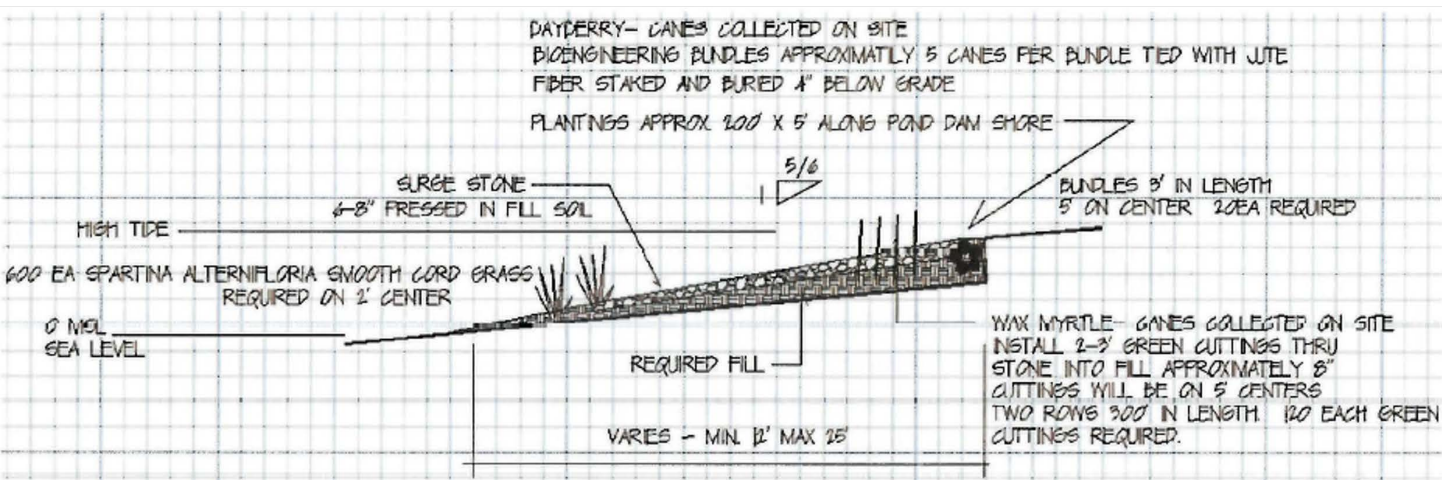 DAYDERRY- CANES COLLECTED ON SITE
BIOENGINEERING BUNDLES APPROXIMATILY 5 CANES PER BUNDLE TIED WITH JUTE
FIBER STAKED AND BURIED 4" BELOW GRADE
PLANTINGS APPROX 200' X 5' ALONG POND DAM SHORE
5/6
1
SURGE STONE
6-8" PRESSED IN FILL SOIL
BUNDLES 3' IN LENGTH
5' ON CENTER 20EA REQUIRED
HIGH TIDE
600 EA SPARTINA ALTERNIFLORIA SMOOTH CORD GRASS
REQUIRED ON 2' CENTER
0' MSL
SEA LEVEL
REQUIRED FILL
WAX MYRTLE- CANES COLLECTED ON SITE
INSTALL 2-3' GREEN CUTTINGS THRU
STONE INTO FILL APPROXIMATELY 8"
CUTTINGS WILL BE ON 5' CENTERS
TWO ROWS 300' IN LENGTH. 120 EACH GREEN
CUTTINGS REQUIRED.
VARIES - MIN. 12' MAX 25'